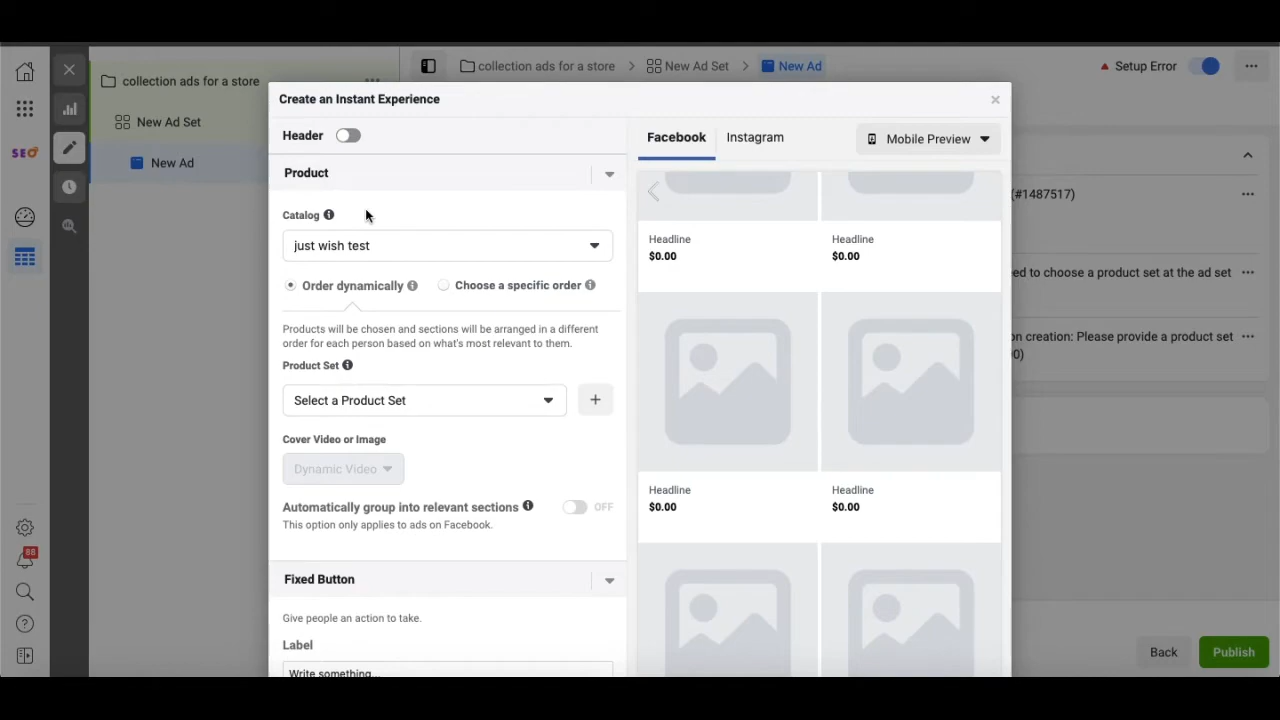 collection ads for a store
New Ad Set
New Ad
SEO
88
collection ads for a store > New Ad Set > New Ad
Setup Error
Create an Instant Experience
Header
Product
Catalog
just wish test
Order dynamically
Choose a specific order
Products will be chosen and sections will be arranged in a different
order for each person based on what's most relevant to them.
Product Set
Select a Product Set
+
Cover Video or Image
Dynamic Video
Automatically group into relevant sections
OFF
This option only applies to ads on Facebook.
Fixed Button
Give people an action to take.
Label
Write something...
Facebook
Instagram
Mobile Preview
Headline
$0.00
Headline
$0.00
Headline
$0.00
Headline
$0.00
(#1487517)
ed to choose a product set at the ad set
on creation: Please provide a product set
0)
Back
Publish